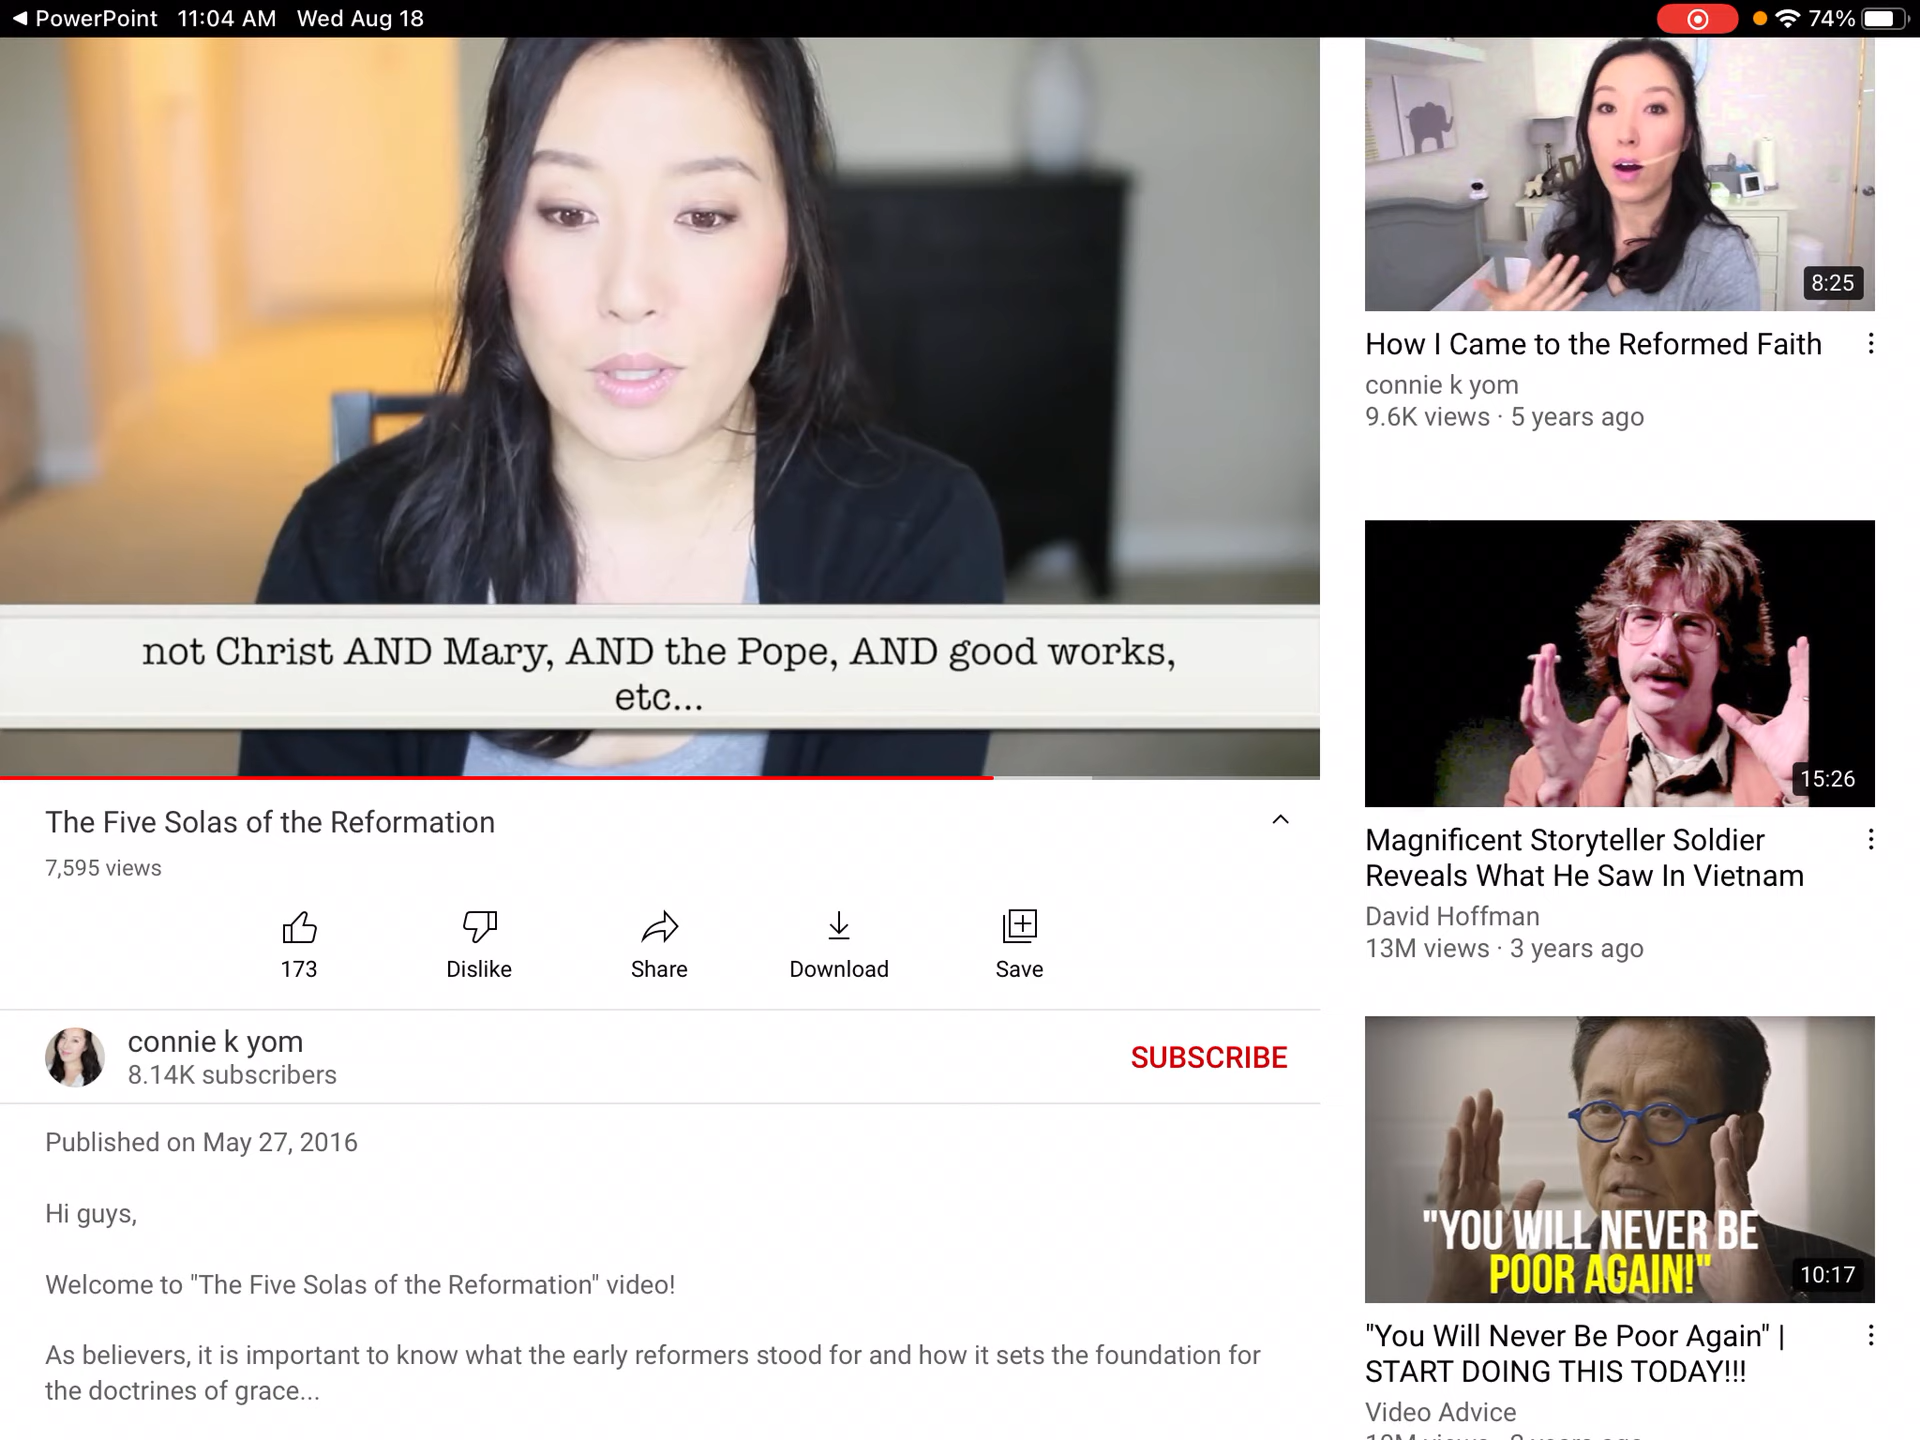 PowerPoint 11:04 AM Wed Aug 18
74%
not Christ AND Mary, AND the Pope, AND good works,
etc...
The Five Solas of the Reformation
7,595 views
173 Dislike Share Download Save
connie k yom
8.14K subscribers
SUBSCRIBE
Published on May 27, 2016
Hi guys,
Welcome to "The Five Solas of the Reformation" video!
As believers, it is important to know what the early reformers stood for and how it sets the foundation for
the doctrines of grace...
8:25
How I Came to the Reformed Faith
connie k yom
9.6K views · 5 years ago
15:26
Magnificent Storyteller Soldier
Reveals What He Saw In Vietnam
David Hoffman
13M views · 3 years ago
"YOU WILL NEVER BE
POOR AGAIN!"
10:17
"You Will Never Be Poor Again" |
START DOING THIS TODAY!!!
Video Advice